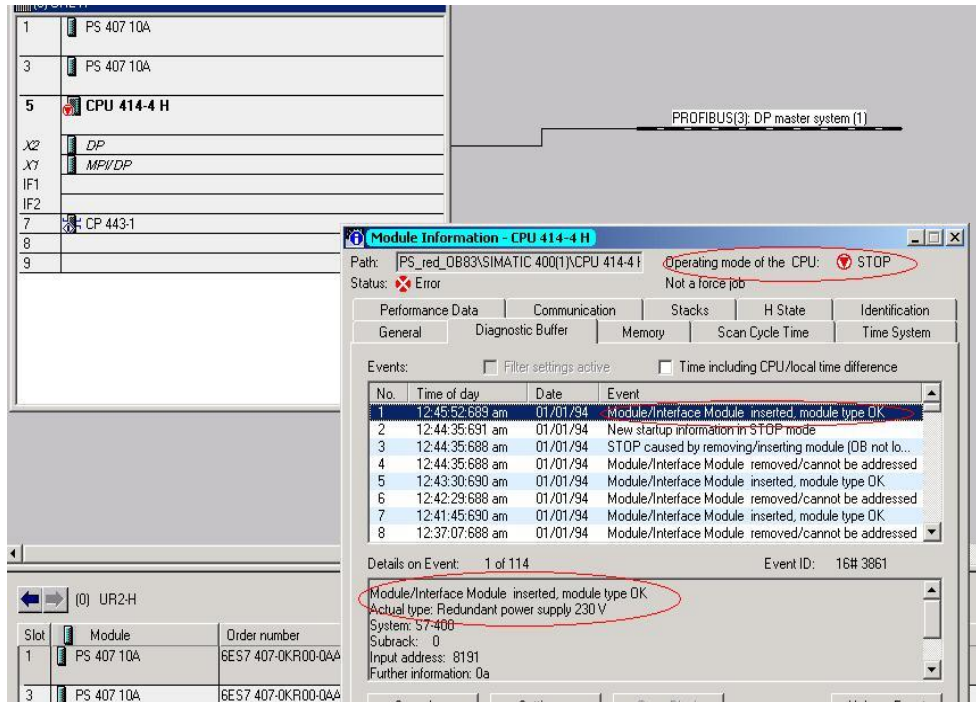 1 PS 407 10A
3 PS 407 10A
5 CPU 414-4 H
X2 DP
X1 MPI/DP
IF1
IF2
7 CP 443-1
8
9
PROFIBUS(3): DP master system (1)
Module Information - CPU 414-4 H
Path: PS_red_OB83\SIMATIC 400(1)\CPU 414-4 H
Operating mode of the CPU: STOP
Status: Error
Not a force job
Performance Data Communication Stacks H State Identification
General Diagnostic Buffer Memory Scan Cycle Time Time System
Events: Filter settings active Time including CPU/local time difference
No. Time of day Date Event
1 12:45:52:689 am 01/01/94 Module/Interface Module inserted, module type OK
2 12:44:35:691 am 01/01/94 New startup information in STOP mode
3 12:44:35:688 am 01/01/94 STOP caused by removing/inserting module (OB not lo...
4 12:44:35:688 am 01/01/94 Module/Interface Module removed/cannot be addressed
5 12:43:30:690 am 01/01/94 Module/Interface Module inserted, module type OK
6 12:42:29:688 am 01/01/94 Module/Interface Module removed/cannot be addressed
7 12:41:45:690 am 01/01/94 Module/Interface Module inserted, module type OK
8 12:37:07:688 am 01/01/94 Module/Interface Module removed/cannot be addressed
Details on Event: 1 of 114 Event ID: 16# 3861
Module/Interface Module inserted, module type OK
Actual type: Redundant power supply 230 V
System: S7-400
Subrack: 0
Input address: 8191
Further information: 0a
(0) UR2-H
Slot Module Order number
1 PS 407 10A 6ES7 407-0KR00-0AA
3 PS 407 10A 6ES7 407-0KR00-0AA